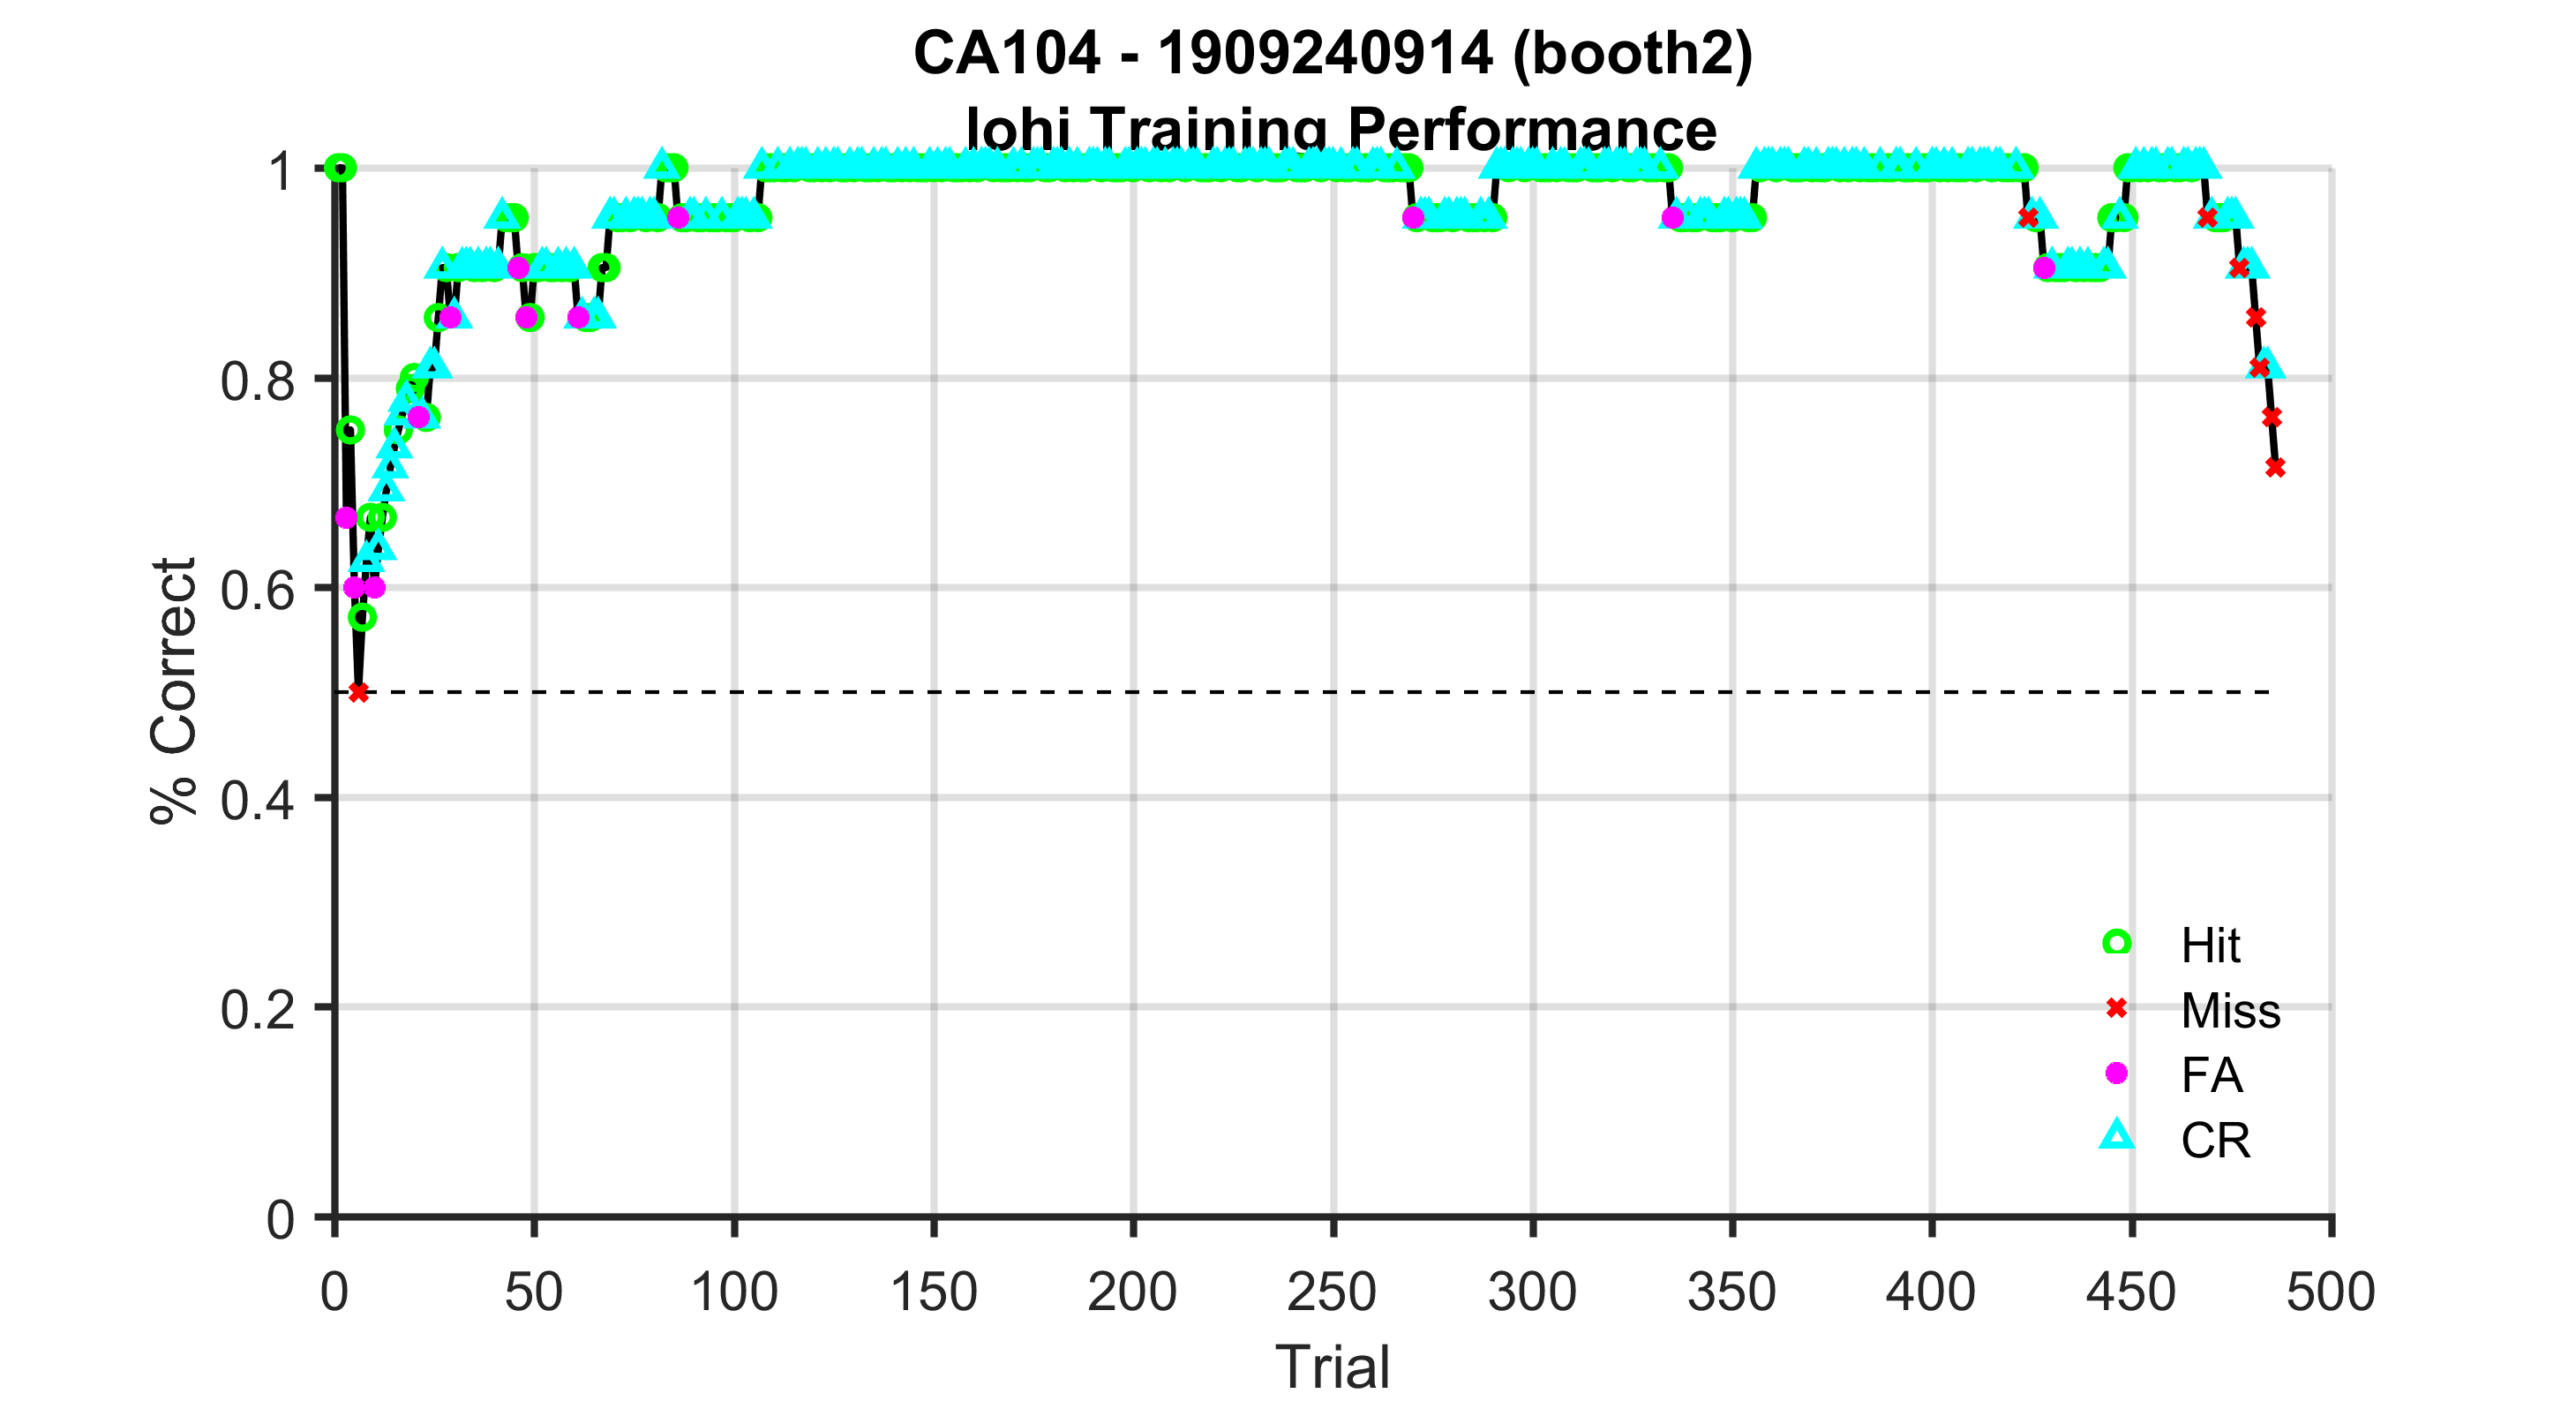 CA104 - 1909240914 (booth2)
lohi Training Performance
% Correct
1
0.8
0.6
0.4
0.2
0
0 50 100 150 200 250 300 350 400 450 500
Trial
Hit
Miss
FA
CR